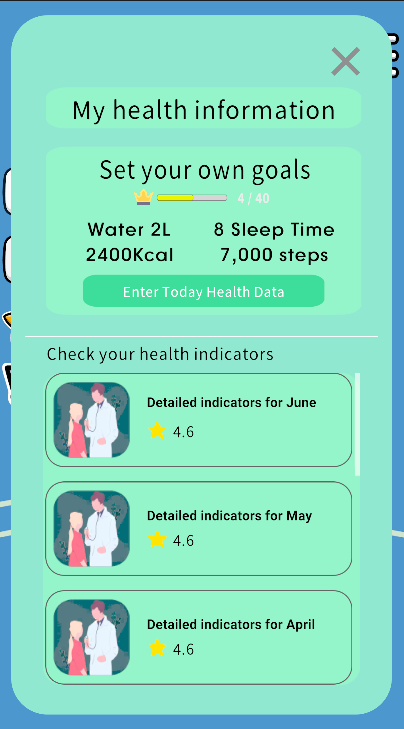 My health information
Set your own goals
4 / 40
Water 2L 8 Sleep Time
2400Kcal 7,000 steps
Enter Today Health Data
Check your health indicators
Detailed indicators for June
4.6
Detailed indicators for May
4.6
Detailed indicators for April
4.6